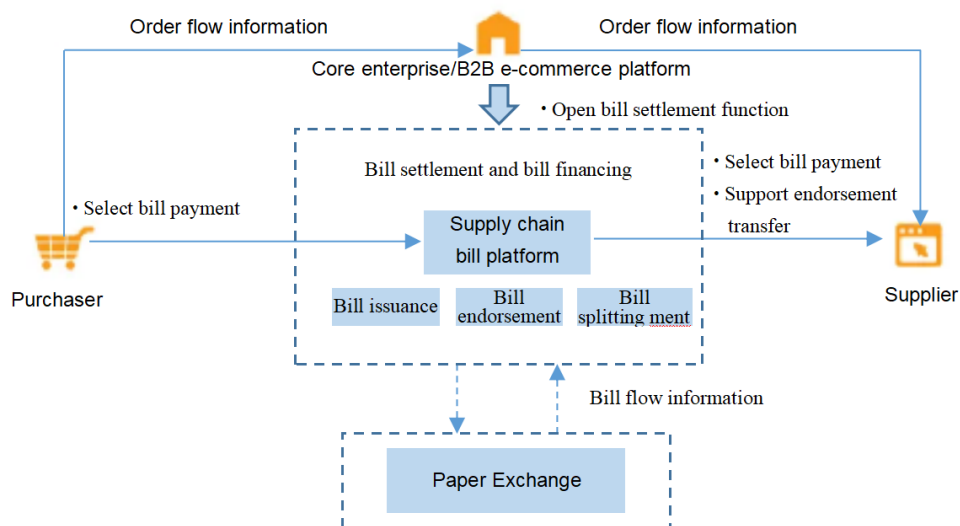 Order flow information
Order flow information
Core enterprise/B2B e-commerce platform
・Open bill settlement function
Bill settlement and bill financing
・Select bill payment
・Select bill payment
・Support endorsement
transfer
Supply chain
bill platform
Purchaser
Supplier
Bill issuance
Bill
endorsement
Bill
splitting ment
Bill flow information
Paper Exchange